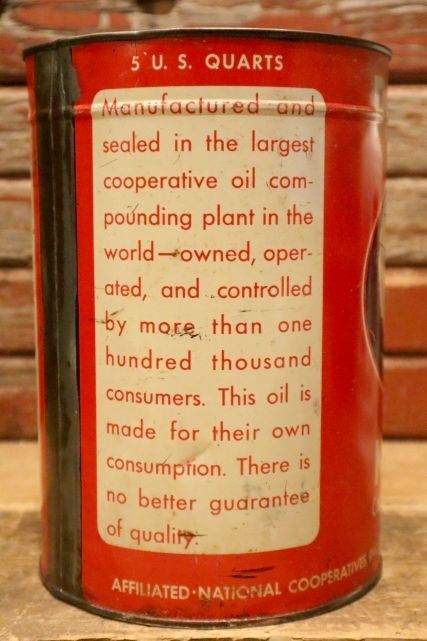 5 U. S. QUARTS
Manufactured and
sealed in the largest
cooperative oil com-
pounding plant in the
world—owned, oper-
ated, and controlled
by more than one
hundred thousand
consumers. This oil is
made for their own
consumption. There is
no better guarantee
of quality.
AFFILIATED·NATIONAL COOPERATIVES